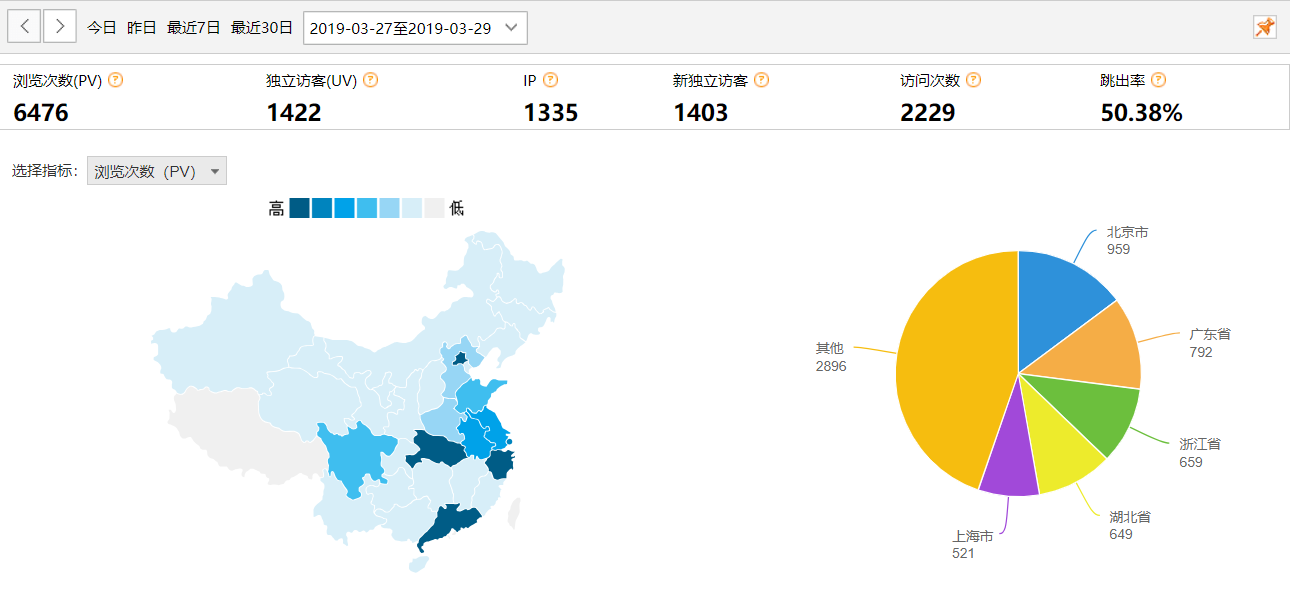 今日 昨日 最近7日 最近30日 2019-03-27至2019-03-29
浏览次数(PV) 独立访客(UV) IP 新独立访客 访问次数 跳出率
6476 1422 1335 1403 2229 50.38%
选择指标: 浏览次数（PV）
高 低
北京市
959
广东省
792
其他
2896
浙江省
659
湖北省
649
上海市
521